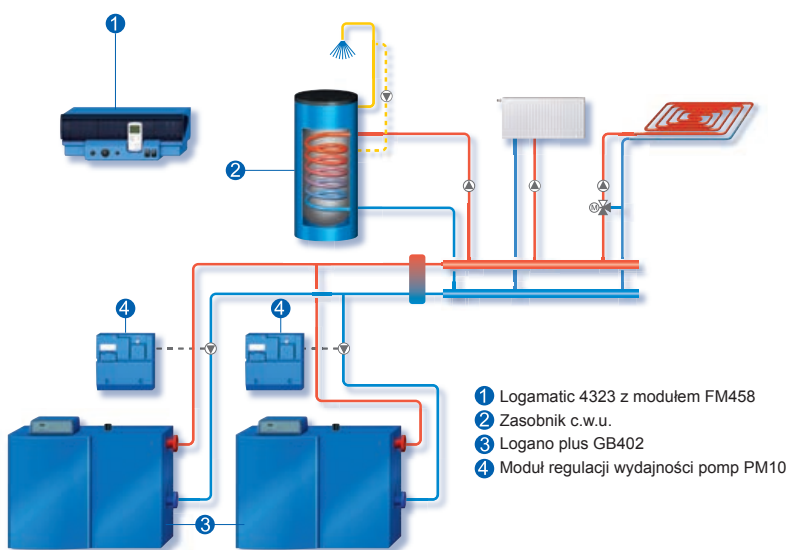 1
2
M
4
4
3
1 Logamatic 4323 z modułem FM458
2 Zasobnik c.w.u.
3 Logano plus GB402
4 Moduł regulacji wydajności pomp PM10